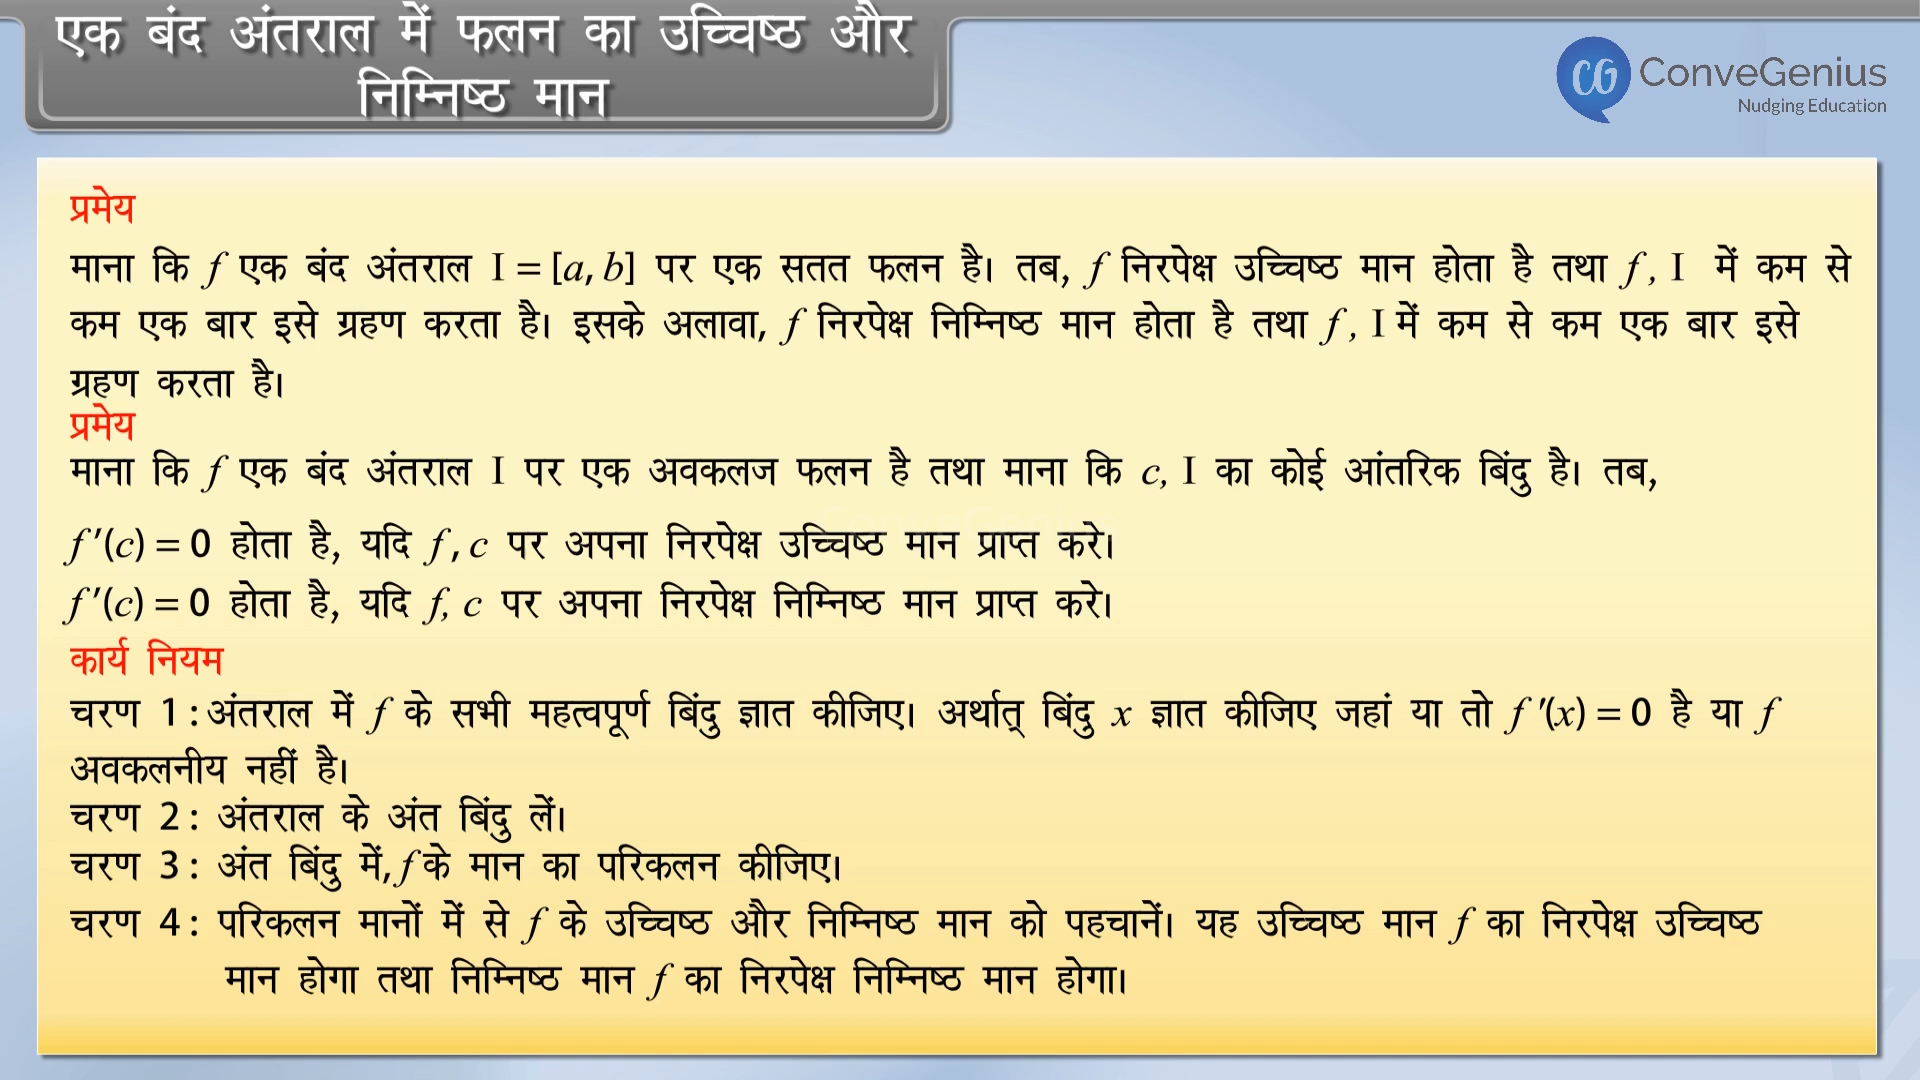 एक बंद अंतराल में फलन का उच्चिष्ठ और
निम्निष्ठ मान
CG ConveGenius
Nudging Education
प्रमेय
माना कि f एक बंद अंतराल I = [a, b] पर एक सतत फलन है। तब, f निरपेक्ष उच्चिष्ठ मान होता है तथा f , I में कम से
कम एक बार इसे ग्रहण करता है। इसके अलावा, f निरपेक्ष निम्निष्ठ मान होता है तथा f , I में कम से कम एक बार इसे
ग्रहण करता है।
प्रमेय
माना कि f एक बंद अंतराल I पर एक अवकलज फलन है तथा माना कि c, I का कोई आंतरिक बिंदु है। तब,
f ′(c) = 0 होता है, यदि f , c पर अपना निरपेक्ष उच्चिष्ठ मान प्राप्त करे।
f ′(c) = 0 होता है, यदि f, c पर अपना निरपेक्ष निम्निष्ठ मान प्राप्त करे।
कार्य नियम
चरण 1 : अंतराल में f के सभी महत्वपूर्ण बिंदु ज्ञात कीजिए। अर्थात् बिंदु x ज्ञात कीजिए जहां या तो f ′(x) = 0 है या f
अवकलनीय नहीं है।
चरण 2 : अंतराल के अंत बिंदु लें।
चरण 3 : अंत बिंदु में, f के मान का परिकलन कीजिए।
चरण 4 : परिकलन मानों में से f के उच्चिष्ठ और निम्निष्ठ मान को पहचानें। यह उच्चिष्ठ मान f का निरपेक्ष उच्चिष्ठ
मान होगा तथा निम्निष्ठ मान f का निरपेक्ष निम्निष्ठ मान होगा।